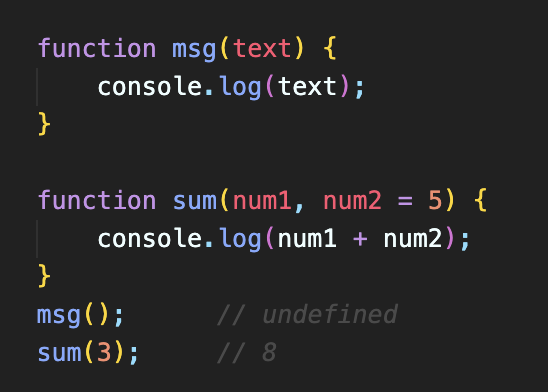 function msg(text) {
    console.log(text);
}

function sum(num1, num2 = 5) {
    console.log(num1 + num2);
}
msg();      // undefined
sum(3);     // 8